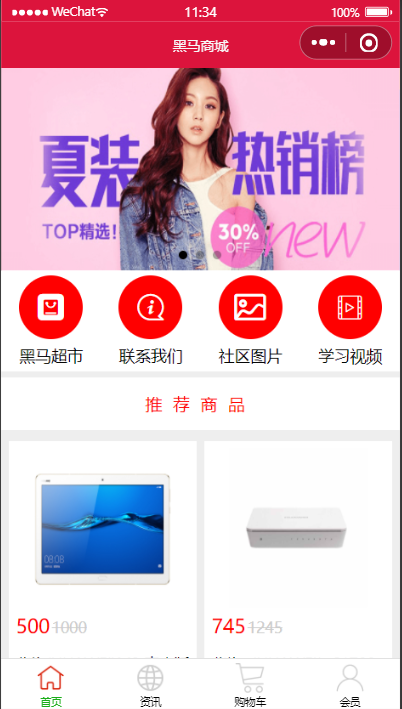 WeChat 11:34 100%
黑马商城
夏装 热销榜
TOP精选！
30%
OFF
new
黑马超市 联系我们 社区图片 学习视频
推荐商品
500 1000 745 1245
08:08
首页 资讯 购物车 会员